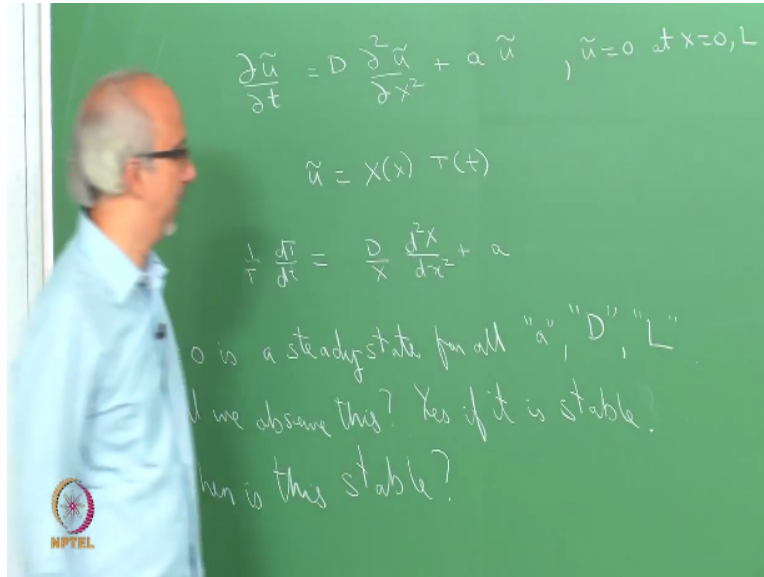 ∂ũ/∂t = D ∂²ũ/∂x² + a ũ , ũ=0 at x=0, L
ũ = X(x) T(t)
1/T dT/dt = D/X d²X/dx² + a
0 is a steady state for all "a", "D", "L"
we observe this? Yes if it is stable.
is this stable?
NPTEL